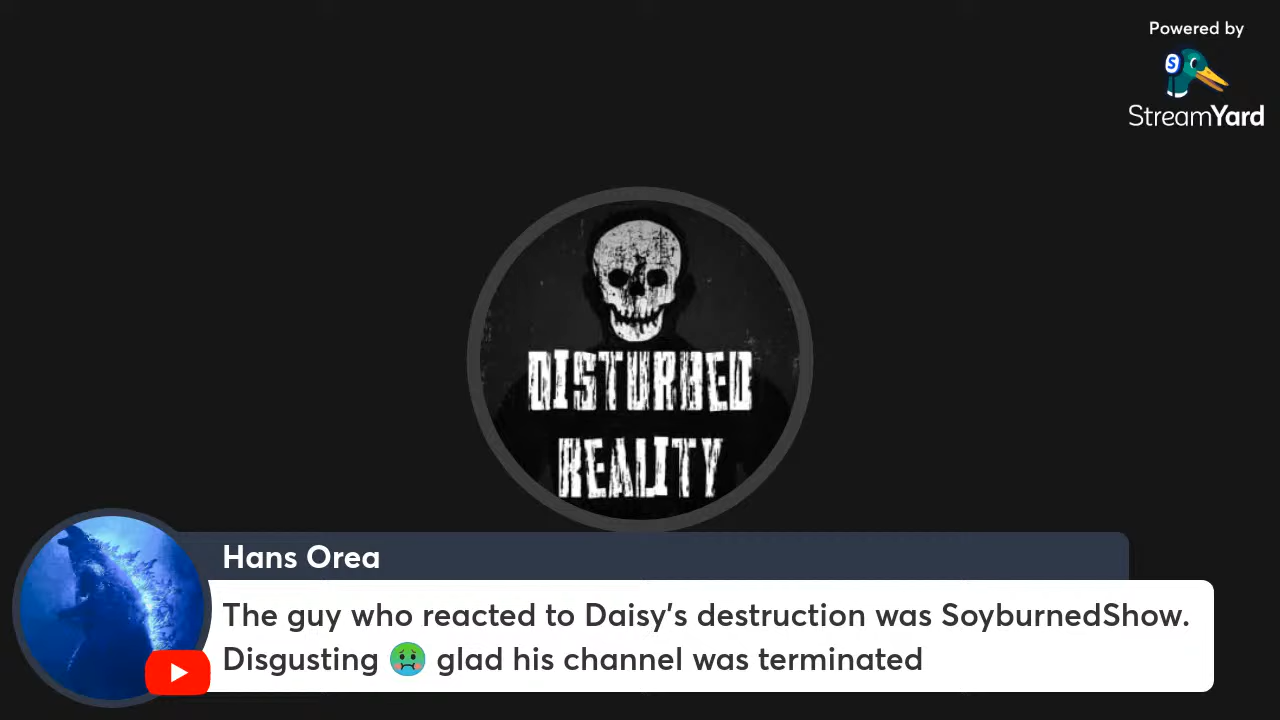 Powered by
S
StreamYard
DISTURBED
REALITY
Hans Orea
The guy who reacted to Daisy's destruction was SoyburnedShow.
Disgusting 🤢 glad his channel was terminated